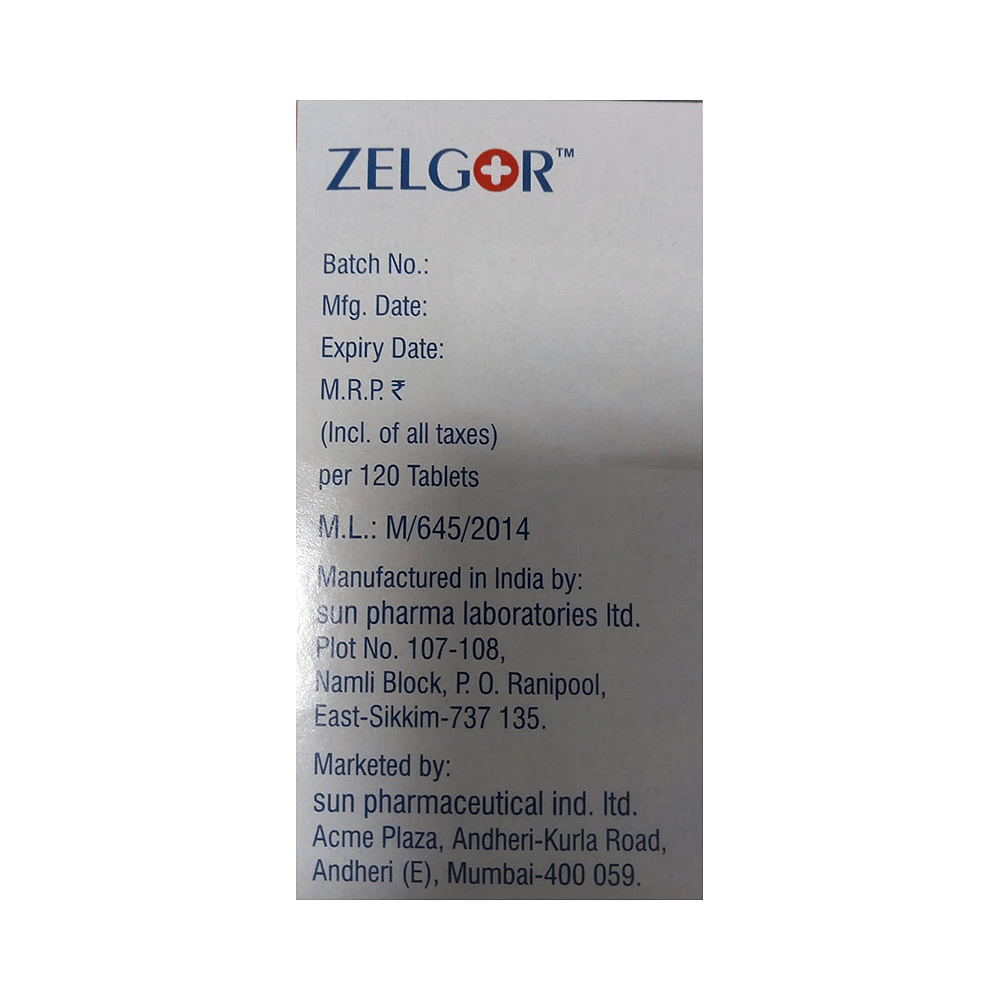 ZELGOR™
Batch No.:
Mfg. Date:
Expiry Date:
M.R.P. ₹
(Incl. of all taxes)
per 120 Tablets
M.L.: M/645/2014
Manufactured in India by:
sun pharma laboratories ltd.
Plot No. 107-108,
Namli Block, P. O. Ranipool,
East-Sikkim-737 135.
Marketed by:
sun pharmaceutical ind. ltd.
Acme Plaza, Andheri-Kurla Road,
Andheri (E), Mumbai-400 059.